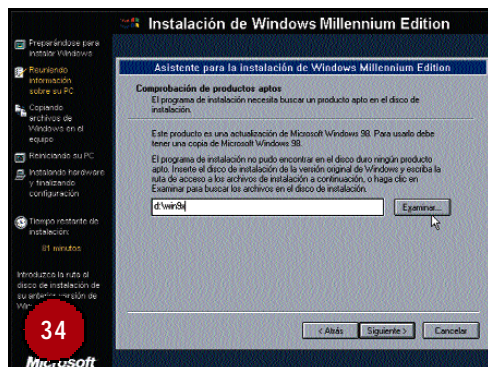 Instalación de Windows Millennium Edition
Preparándose para
instalar Windows
Reuniendo
información
sobre su PC
Copiando
archivos de
Windows en el
equipo
Reiniciando su PC
Instalando hardware
y finalizando
configuración
Tiempo restante de
instalación:
81 minutos
Introduzca la ruta al
disco de instalación de
su anterior versión de
34
Microsoft
Asistente para la instalación de Windows Millennium Edition
Comprobación de productos aptos
El programa de instalación necesita buscar un producto apto en el disco de
instalación.
Este producto es una actualización de Microsoft Windows 98. Para usarlo debe
tener una copia de Microsoft Windows 98.
El programa de instalación no pudo encontrar en el disco duro ningún producto
apto. Inserte el disco de instalación de la versión original de Windows y escriba la
ruta de acceso a los archivos de instalación a continuación, o haga clic en
Examinar para buscar los archivos en el disco de instalación.
d:\win9x
Examinar...
< Atrás
Siguiente >
Cancelar